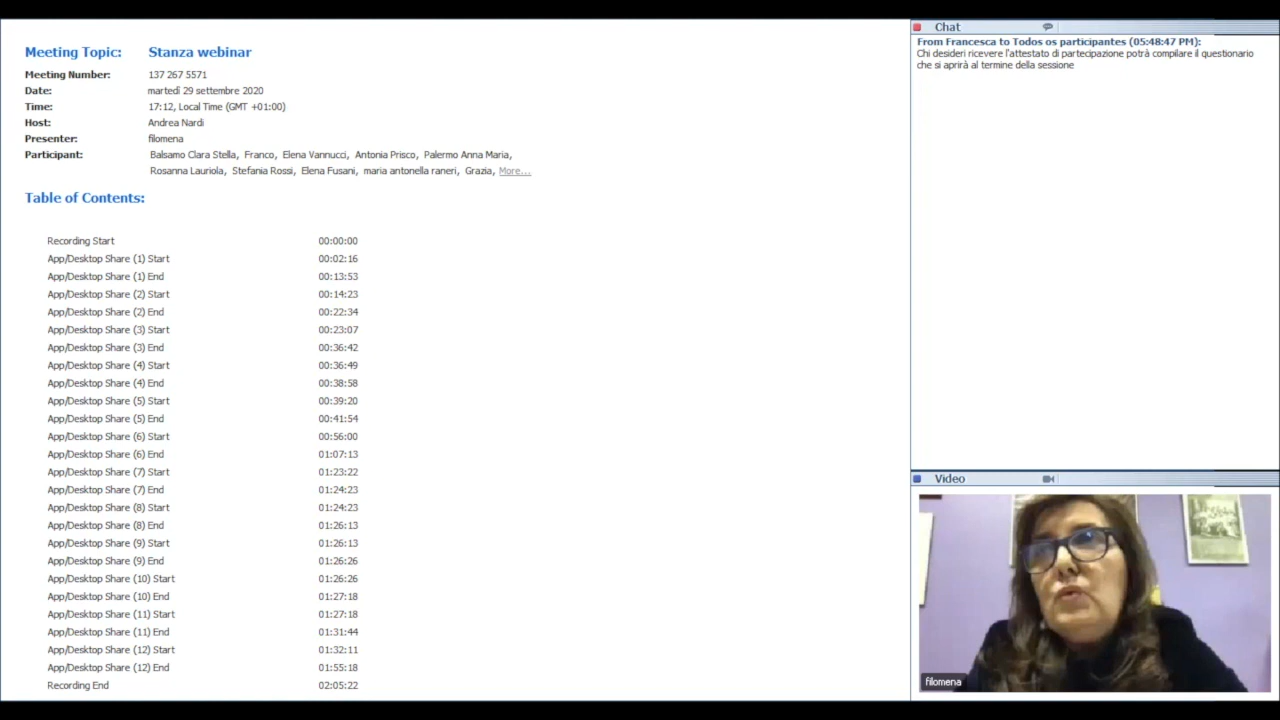 Meeting Topic: Stanza webinar
Meeting Number: 137 267 5571
Date: martedì 29 settembre 2020
Time: 17:12, Local Time (GMT +01:00)
Host: Andrea Nardi
Presenter: filomena
Participant: Balsamo Clara Stella, Franco, Elena Vannucci, Antonia Prisco, Palermo Anna Maria,
Rosanna Lauriola, Stefania Rossi, Elena Fusani, maria antonella raneri, Grazia, More...
Table of Contents:
Recording Start 00:00:00
App/Desktop Share (1) Start 00:02:16
App/Desktop Share (1) End 00:13:53
App/Desktop Share (2) Start 00:14:23
App/Desktop Share (2) End 00:22:34
App/Desktop Share (3) Start 00:23:07
App/Desktop Share (3) End 00:36:42
App/Desktop Share (4) Start 00:36:49
App/Desktop Share (4) End 00:38:58
App/Desktop Share (5) Start 00:39:20
App/Desktop Share (5) End 00:41:54
App/Desktop Share (6) Start 00:56:00
App/Desktop Share (6) End 01:07:13
App/Desktop Share (7) Start 01:23:22
App/Desktop Share (7) End 01:24:23
App/Desktop Share (8) Start 01:24:23
App/Desktop Share (8) End 01:26:13
App/Desktop Share (9) Start 01:26:13
App/Desktop Share (9) End 01:26:26
App/Desktop Share (10) Start 01:26:26
App/Desktop Share (10) End 01:27:18
App/Desktop Share (11) Start 01:27:18
App/Desktop Share (11) End 01:31:44
App/Desktop Share (12) Start 01:32:11
App/Desktop Share (12) End 01:55:18
Recording End 02:05:22
Chat
From Francesca to Todos os participantes (05:48:47 PM):
Chi desideri ricevere l'attestato di partecipazione potrà compilare il questionario
che si aprirà al termine della sessione
Video
filomena